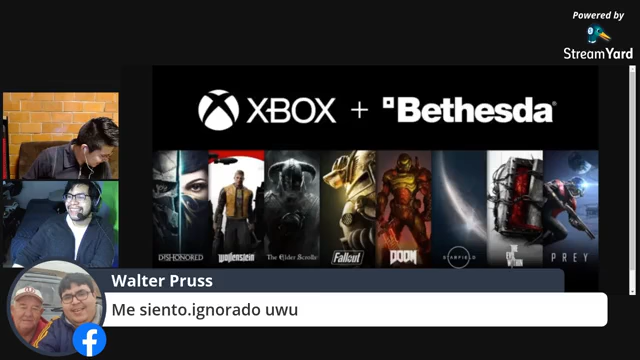 Powered by
StreamYard
XBOX + Bethesda
DISHONORED
Wolfenstein
The Elder Scrolls
Fallout
DOOM
STARFIELD
THE EVIL WITHIN
PREY
Walter Pruss
Me siento.ignorado uwu